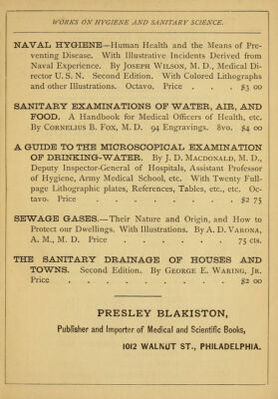 WORKS ON HYGIENE AND SANITARY SCIENCE.
NAVAL HYGIENE—Human Health and the Means of Pre-
venting Disease. With Illustrative Incidents Derived from
Naval Experience. By JOSEPH WILSON, M. D., Medical Di-
rector U. S. N. Second Edition. With Colored Lithographs
and other Illustrations. Octavo. Price . . $3 00
SANITARY EXAMINATIONS OF WATER, AIR, AND
FOOD. A Handbook for Medical Officers of Health, etc.
By CORNELIUS B. FOX, M. D. 94 Engravings. 8vo. $4 00
A GUIDE TO THE MICROSCOPICAL EXAMINATION
OF DRINKING-WATER. By J. D. MACDONALD, M. D.,
Deputy Inspector-General of Hospitals, Assistant Professor
of Hygiene, Army Medical School, etc. With Twenty Full-
page Lithographic plates, References, Tables, etc., etc. Oc-
tavo. Price . . . . . $2 75
SEWAGE GASES.—Their Nature and Origin, and How to
Protect our Dwellings. With Illustrations. By A. D. VARONA,
A. M., M. D. Price . . . . 75 cts.
THE SANITARY DRAINAGE OF HOUSES AND
TOWNS. Second Edition. By GEORGE E. WARING, JR.
Price . . . . . . $2 00
PRESLEY BLAKISTON,
Publisher and Importer of Medical and Scientific Books,
1012 WALNUT ST., PHILADELPHIA.